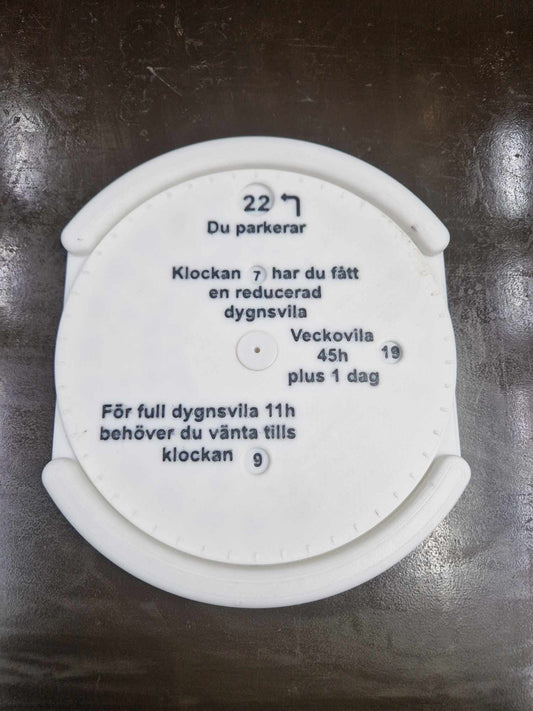 22
Du parkerar
Klockan 7 har du fått
en reducerad
dygnsvila
Veckovila
45h 19
plus 1 dag
För full dygnsvila 11h
behöver du vänta tills
klockan 9